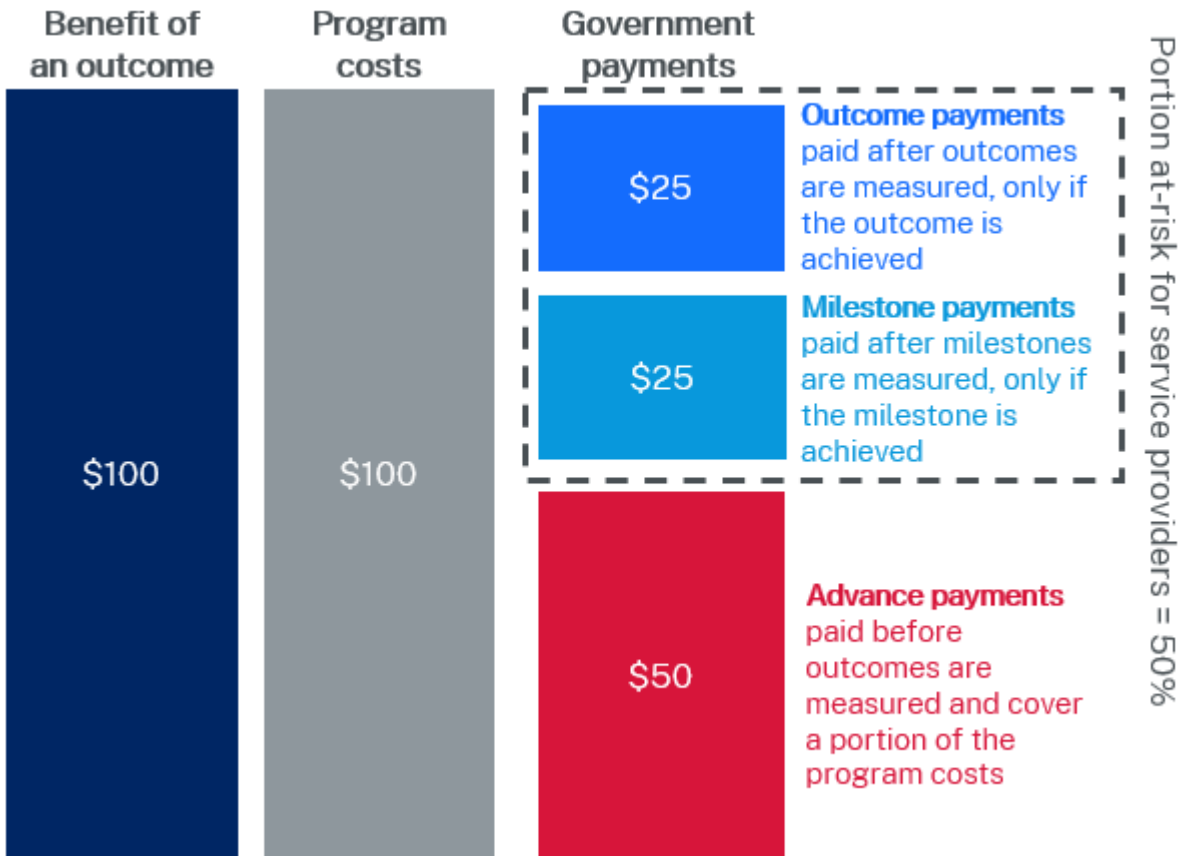 Benefit of
an outcome
Program
costs
Government
payments
$100
$100
$25
Outcome payments
paid after outcomes
are measured, only if
the outcome is
achieved
$25
Milestone payments
paid after milestones
are measured, only if
the milestone is
achieved
$50
Advance payments
paid before
outcomes are
measured and cover
a portion of the
program costs
Portion at-risk for service providers = 50%